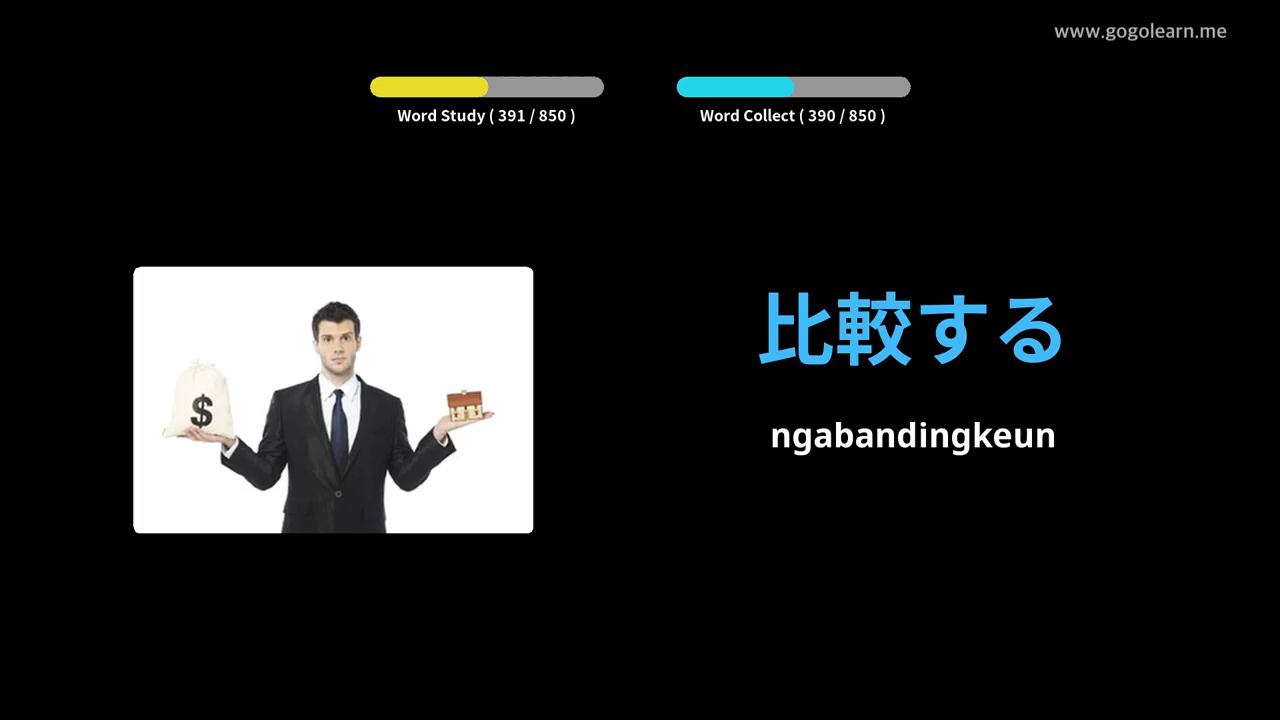 www.gogolearn.me
Word Study ( 391 / 850 )
Word Collect ( 390 / 850 )
$
比較する
ngabandingkeun